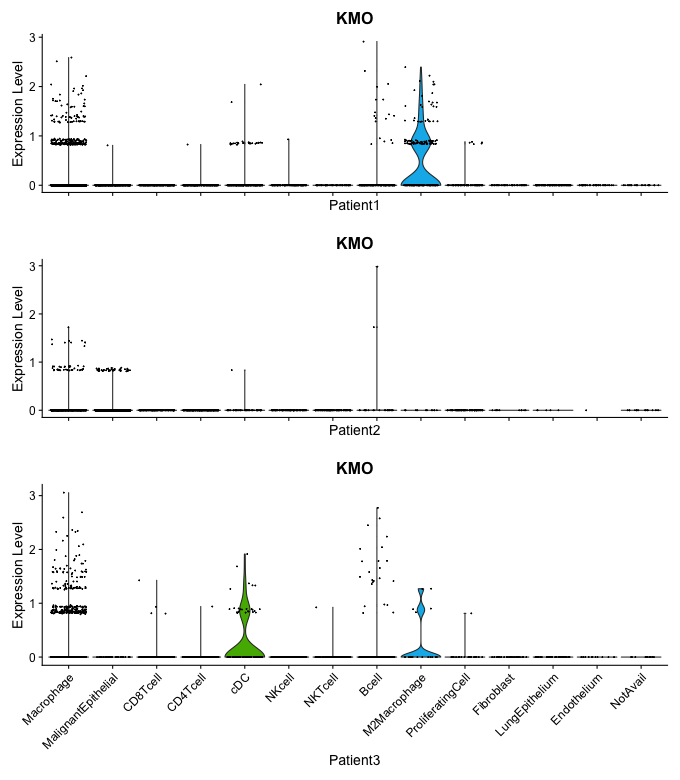 KMO
Expression Level
3
2
1
0
Patient1
KMO
Expression Level
3
2
1
0
Patient2
KMO
Expression Level
3
2
1
0
Macrophage
MalignantEpithelial
CD8Tcell
CD4Tcell
cDC
NKcell
NKTcell
Bcell
M2Macrophage
ProliferatingCell
Fibroblast
LungEpithelium
Endothelium
NotAvail
Patient3